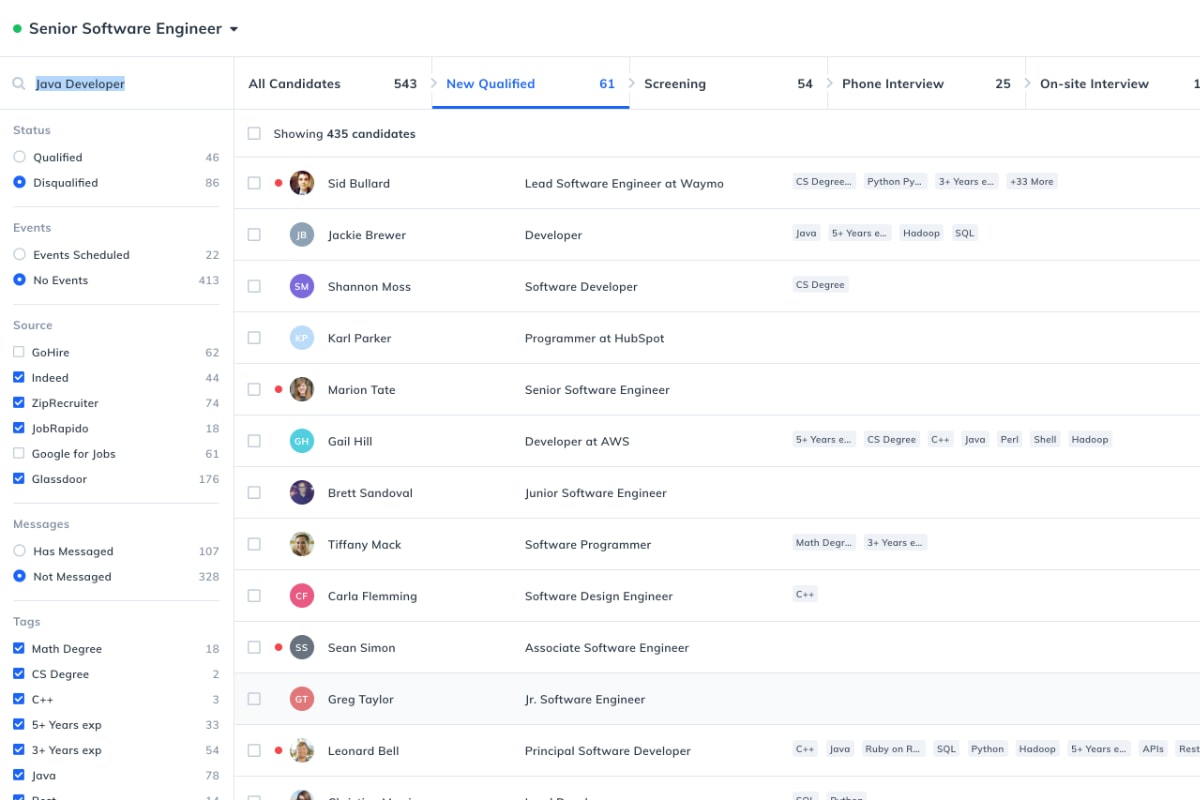 Senior Software Engineer
Java Developer
All Candidates 543
New Qualified 61
Screening 54
Phone Interview 25
On-site Interview
Status
Qualified 46
Disqualified 86
Events
Events Scheduled 22
No Events 413
Source
GoHire 62
Indeed 44
ZipRecruiter 74
JobRapido 18
Google for Jobs 61
Glassdoor 176
Messages
Has Messaged 107
Not Messaged 328
Tags
Math Degree 18
CS Degree 2
C++ 3
5+ Years exp 33
3+ Years exp 54
Java 78
Showing 435 candidates
Sid Bullard Lead Software Engineer at Waymo CS Degree... Python Py... 3+ Years e... +33 More
JB Jackie Brewer Developer Java 5+ Years e... Hadoop SQL
SM Shannon Moss Software Developer CS Degree
KP Karl Parker Programmer at HubSpot
Marion Tate Senior Software Engineer
GH Gail Hill Developer at AWS 5+ Years e... CS Degree C++ Java Perl Shell Hadoop
Brett Sandoval Junior Software Engineer
Tiffany Mack Software Programmer Math Degr... 3+ Years e...
CF Carla Flemming Software Design Engineer C++
SS Sean Simon Associate Software Engineer
GT Greg Taylor Jr. Software Engineer
Leonard Bell Principal Software Developer C++ Java Ruby on R... SQL Python Hadoop 5+ Years e... APIs Rest
SQL Python